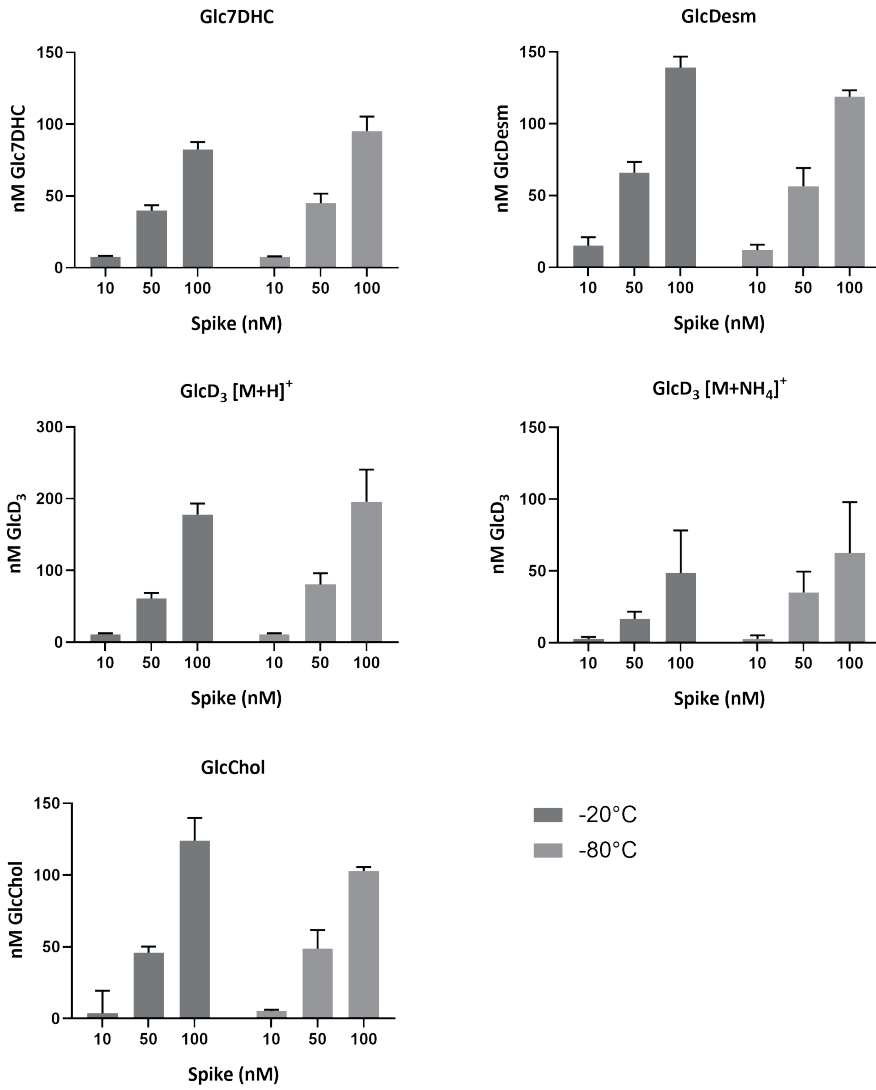 Glc7DHC
nM Glc7DHC
150
100
50
0
10 50 100 10 50 100
Spike (nM)
GlcDesm
nM GlcDesm
150
100
50
0
10 50 100 10 50 100
Spike (nM)
GlcD₃ [M+H]⁺
nM GlcD₃
300
200
100
0
10 50 100 10 50 100
Spike (nM)
GlcD₃ [M+NH₄]⁺
nM GlcD₃
150
100
50
0
10 50 100 10 50 100
Spike (nM)
GlcChol
nM GlcChol
150
100
50
0
10 50 100 10 50 100
Spike (nM)
-20°C
-80°C